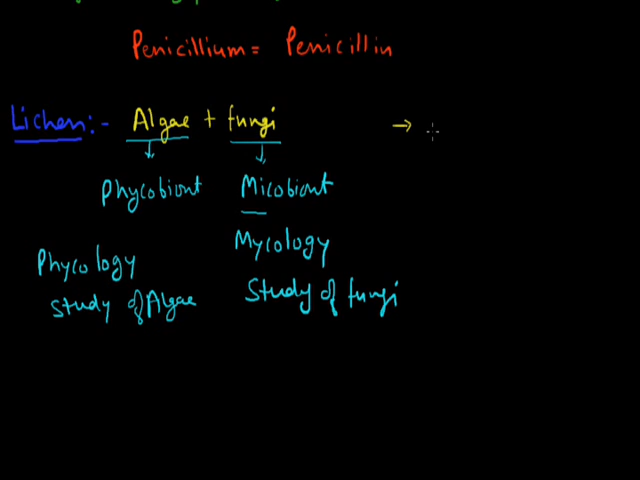 Penicillium = Penicillin
Lichen:- Algae + fungi →
Phycobiont Micobiont
Mycology
Phycology
Study of Algae Study of fungi